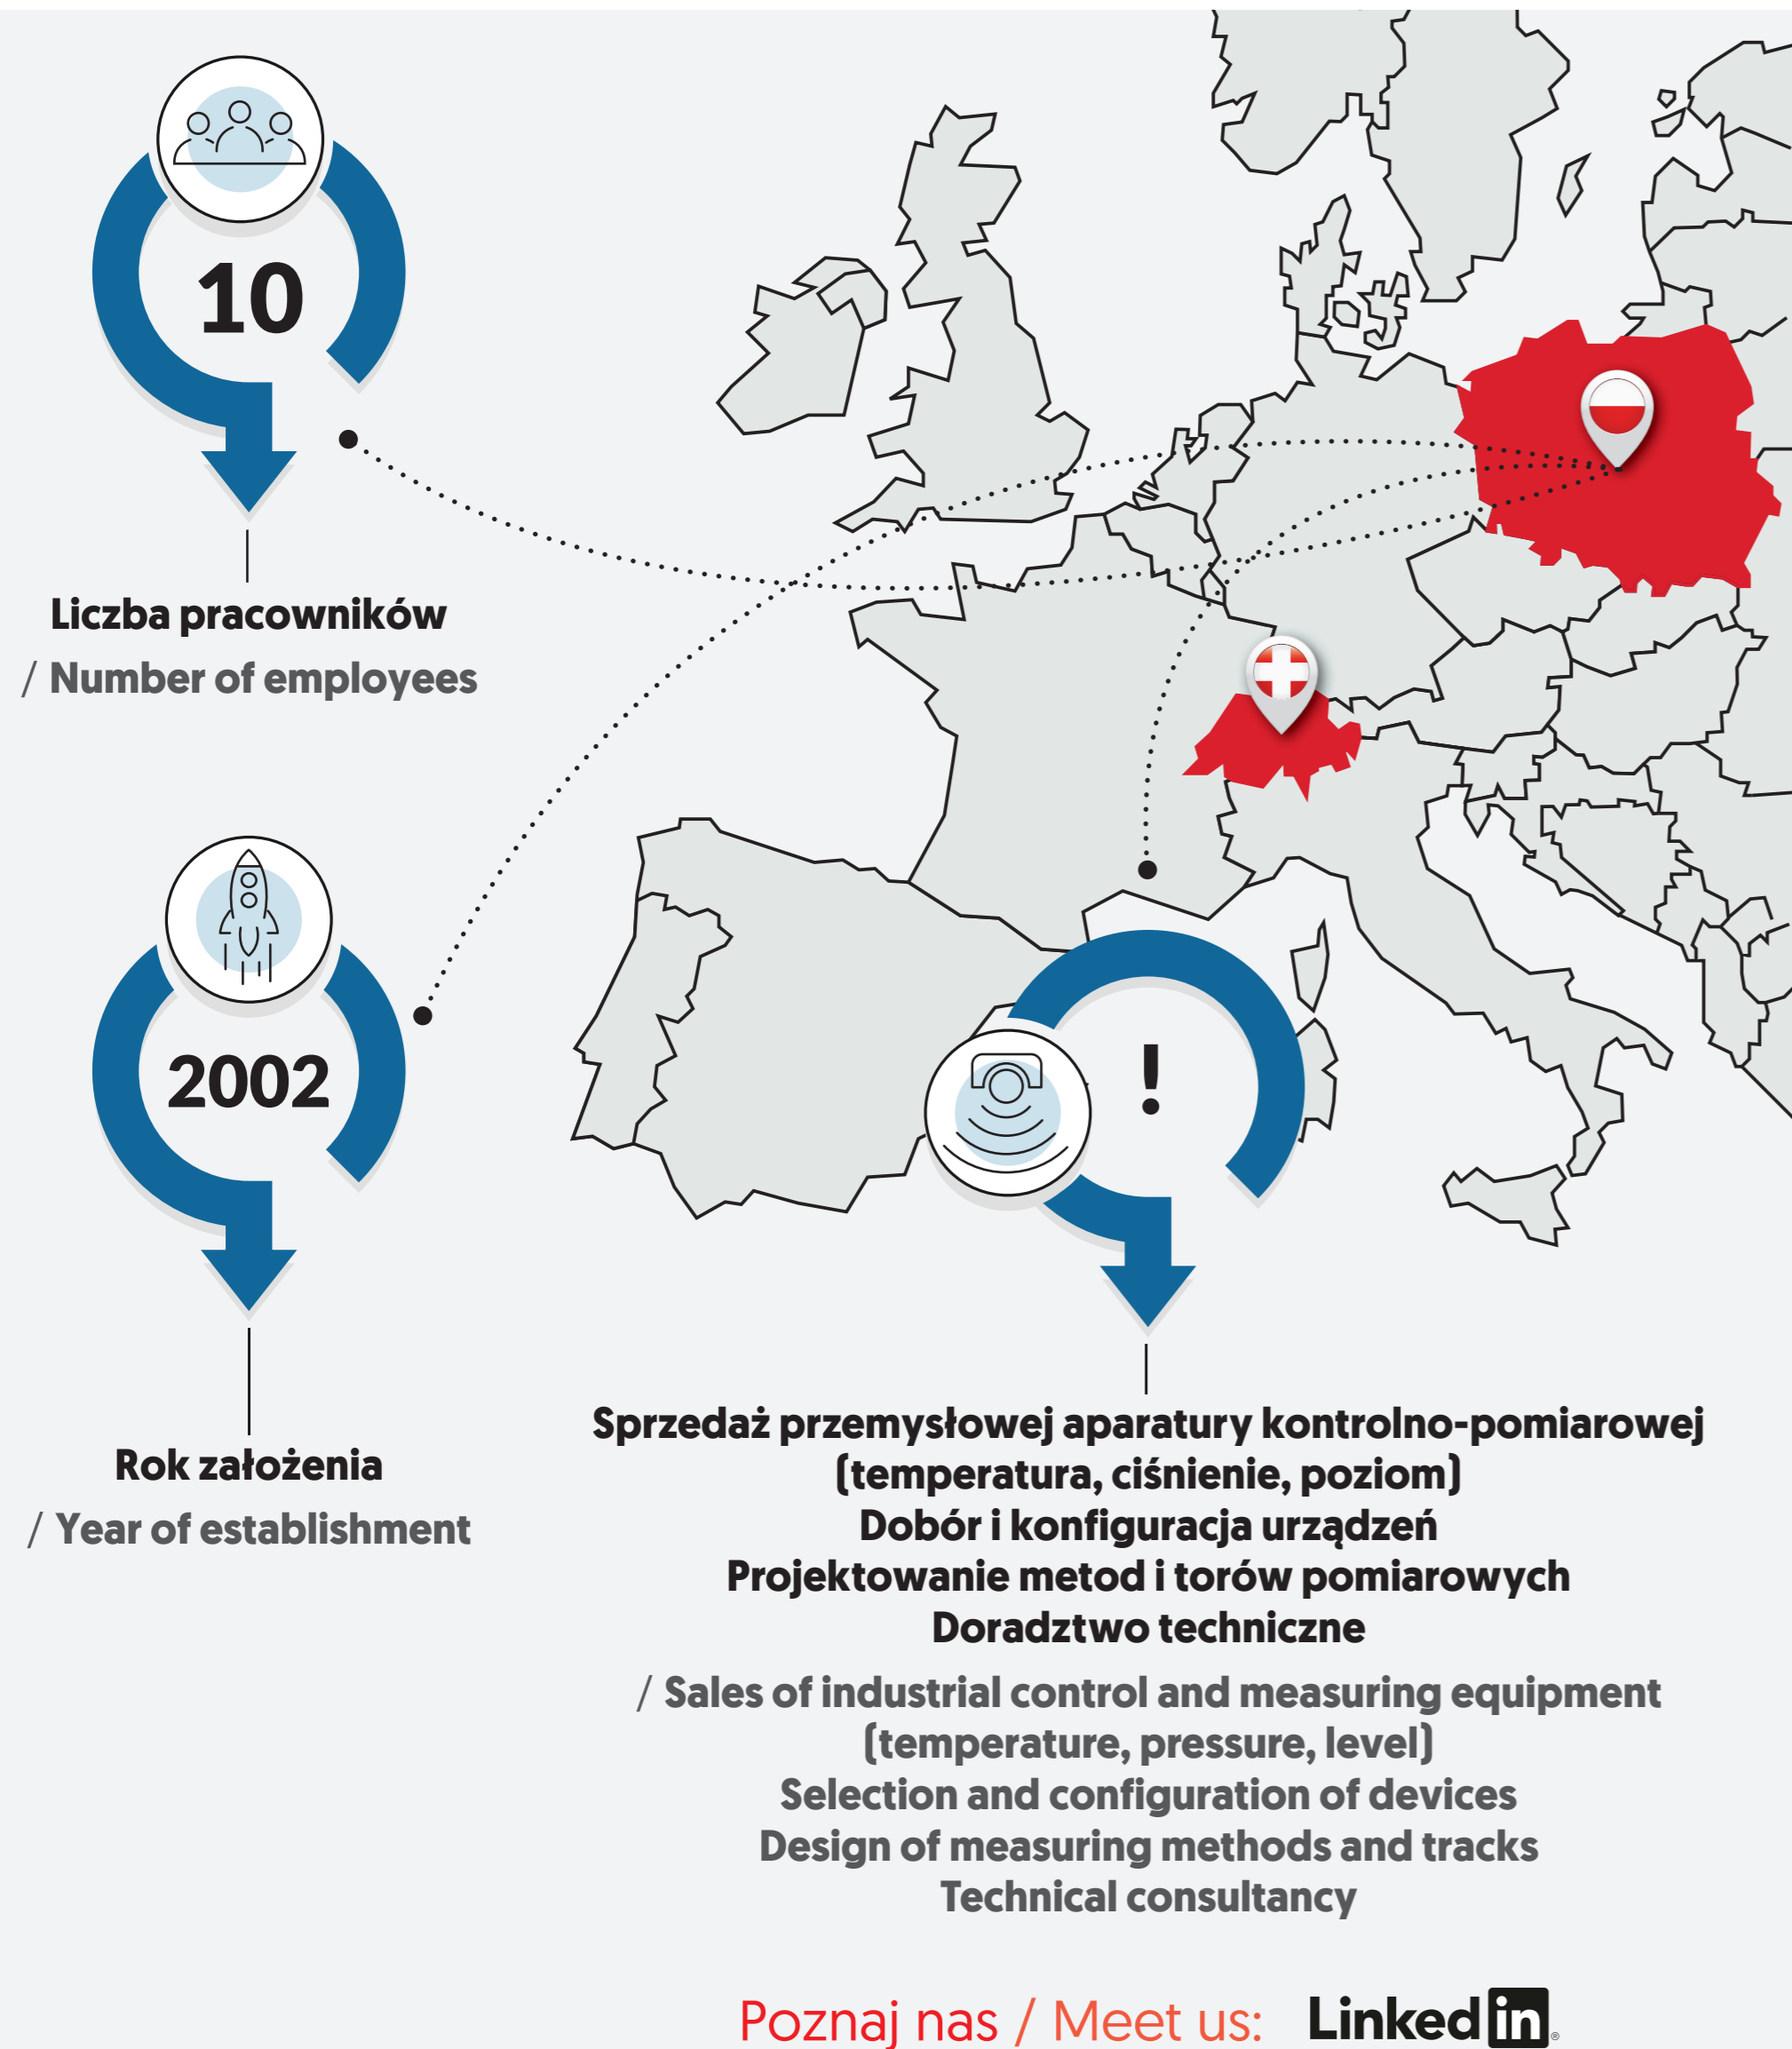 10
Liczba pracowników
/ Number of employees
2002
Rok założenia
/ Year of establishment
!
Sprzedaż przemysłowej aparatury kontrolno-pomiarowej
(temperatura, ciśnienie, poziom)
Dobór i konfiguracja urządzeń
Projektowanie metod i torów pomiarowych
Doradztwo techniczne
/ Sales of industrial control and measuring equipment
(temperature, pressure, level)
Selection and configuration of devices
Design of measuring methods and tracks
Technical consultancy
Poznaj nas / Meet us: Linkedin®